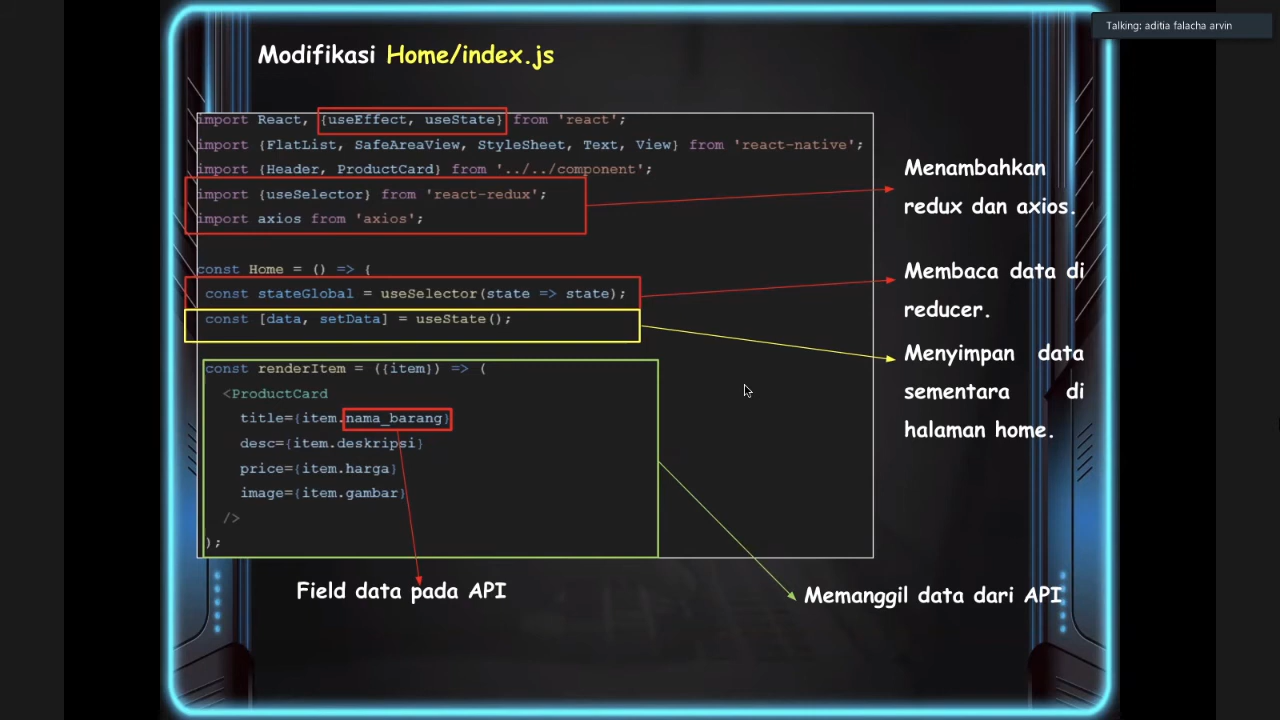 Talking: aditia falacha arvin
Modifikasi Home/index.js
import React, {useEffect, useState} from 'react';
import {FlatList, SafeAreaView, StyleSheet, Text, View} from 'react-native';
import {Header, ProductCard} from '../../component';
import {useSelector} from 'react-redux';
import axios from 'axios';
const Home = () => {
const stateGlobal = useSelector(state => state);
const [data, setData] = useState();
const renderItem = ({item}) => (
<ProductCard
title={item.nama_barang}
desc={item.deskripsi}
price={item.harga}
image={item.gambar}
/>
);
Menambahkan
redux dan axios.
Membaca data di
reducer.
Menyimpan data
sementara di
halaman home.
Field data pada API
Memanggil data dari API